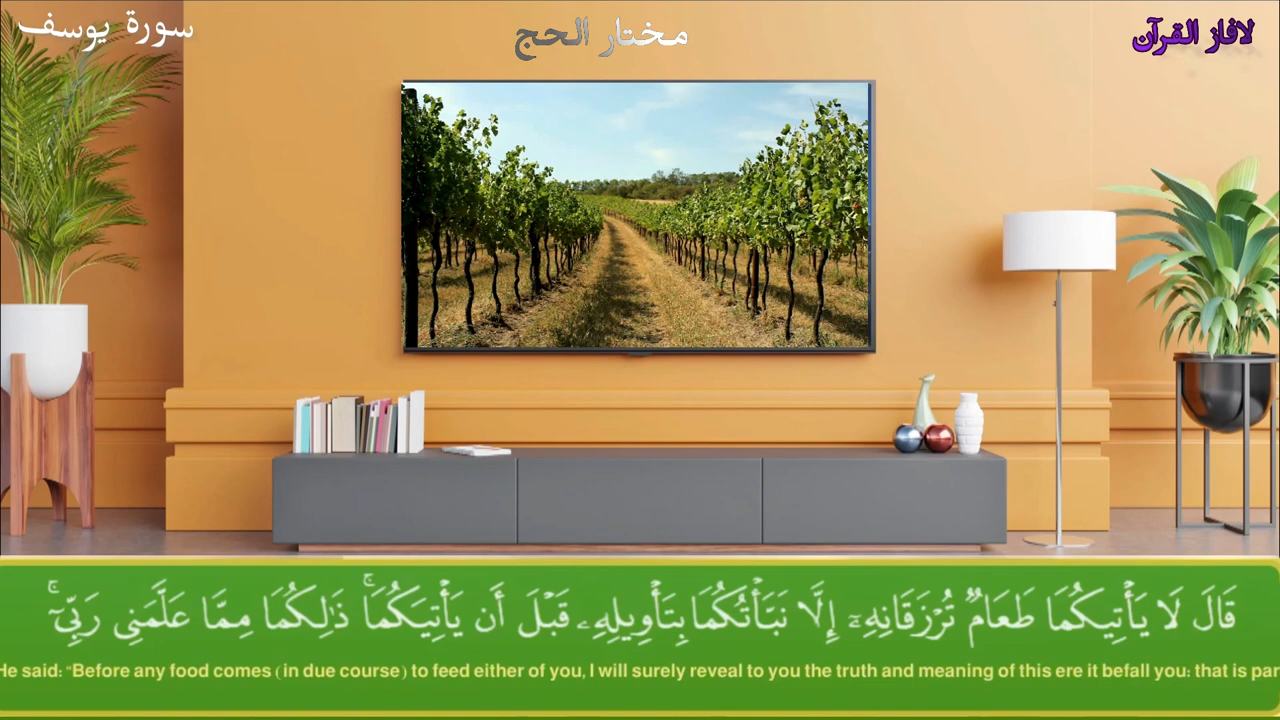 سورة يوسف
مختار الحج
لافاز القرآن
قَالَ لَا يَأْتِيكُمَا طَعَامٌ تُرْزَقَانِهِۦٓ إِلَّا نَبَّأْتُكُمَا بِتَأْوِيلِهِۦ قَبْلَ أَن يَأْتِيَكُمَا ۚ ذَٰلِكُمَا مِمَّا عَلَّمَنِى رَبِّىٓ ۚ
He said: "Before any food comes (in due course) to feed either of you, I will surely reveal to you the truth and meaning of this ere it befall you: that is par